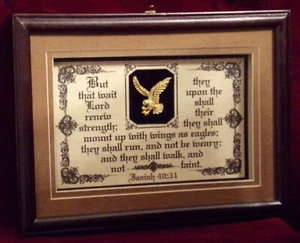 But they
that wait upon the
Lord shall
renew their
strength; they shall
mount up with wings as eagles;
they shall run, and not be weary;
and they shall walk, and
not faint.
Isaiah 40:31